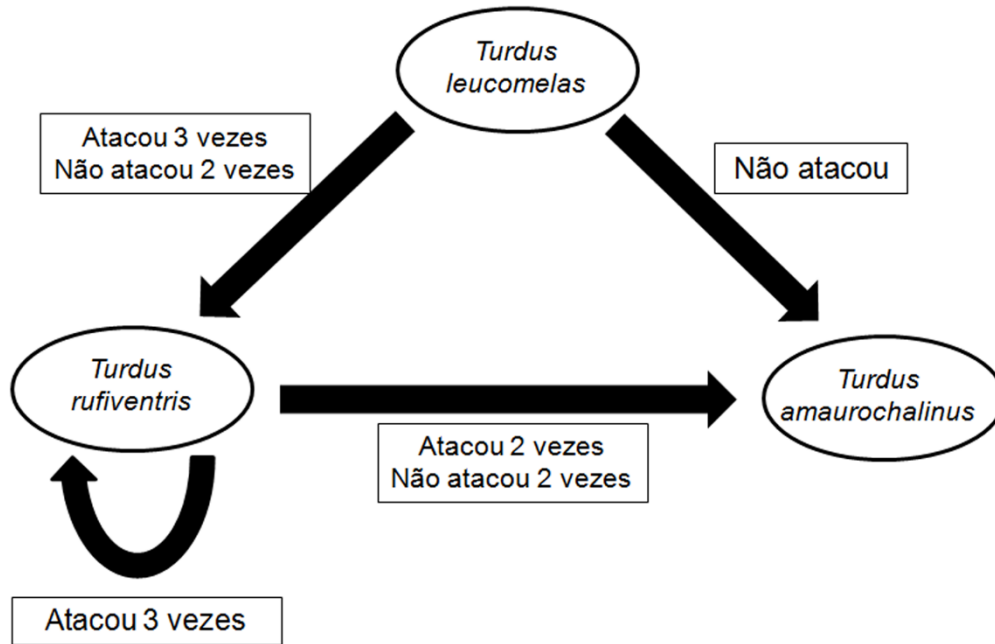 Turdus
leucomelas
Atacou 3 vezes
Não atacou 2 vezes
Não atacou
Turdus
rufiventris
Turdus
amaurochalinus
Atacou 2 vezes
Não atacou 2 vezes
Atacou 3 vezes